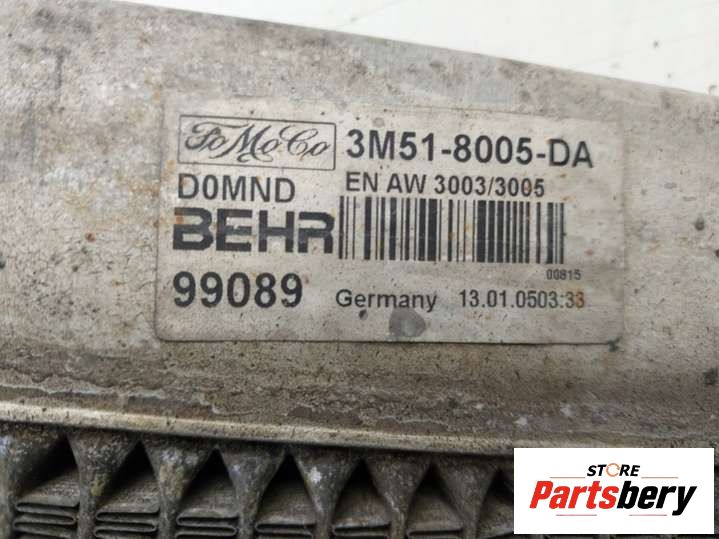 FoMoCo 3M51-8005-DA
D0MND EN AW 3003/3005
BEHR
00815
99089 Germany 13.01.0503:33
STORE
Partsbery